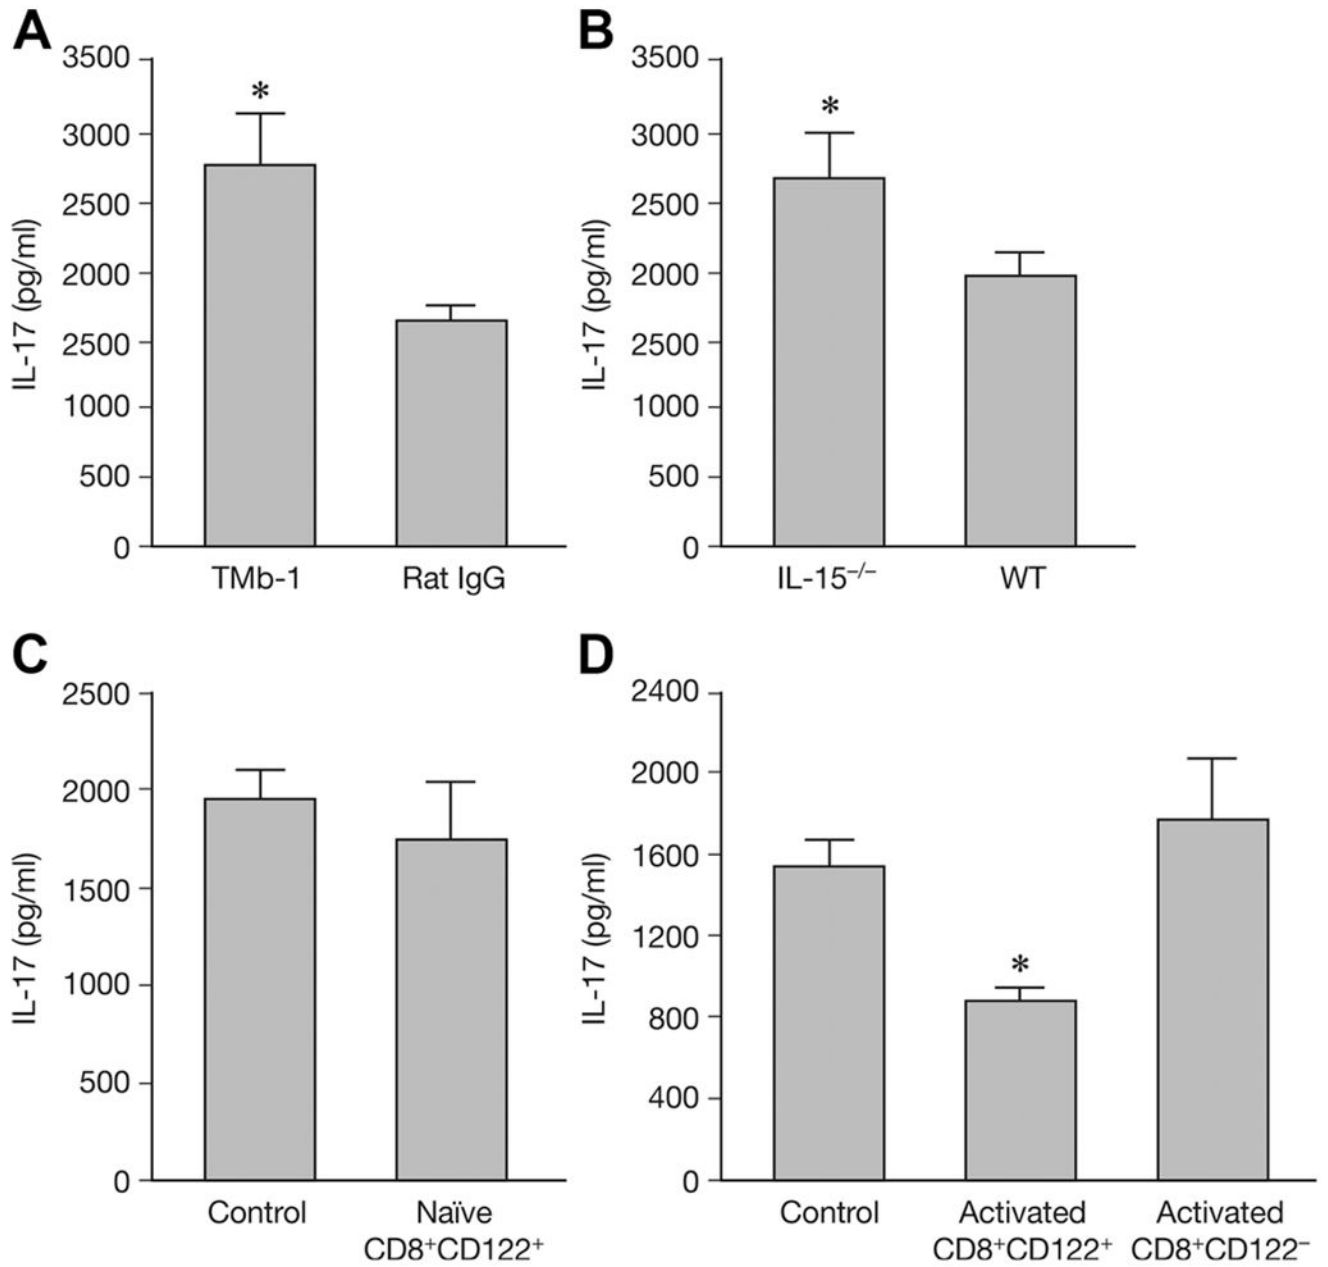 A
3500
3000
2500
2000
2500
1000
500
0
IL-17 (pg/ml)
*
TMb-1
Rat IgG
B
3500
3000
2500
2000
2500
1000
500
0
IL-17 (pg/ml)
*
IL-15⁻/⁻
WT
C
2500
2000
1500
1000
500
0
IL-17 (pg/ml)
Control
Naïve
CD8⁺CD122⁺
D
2400
2000
1600
1200
800
400
0
IL-17 (pg/ml)
*
Control
Activated
CD8⁺CD122⁺
Activated
CD8⁺CD122⁻